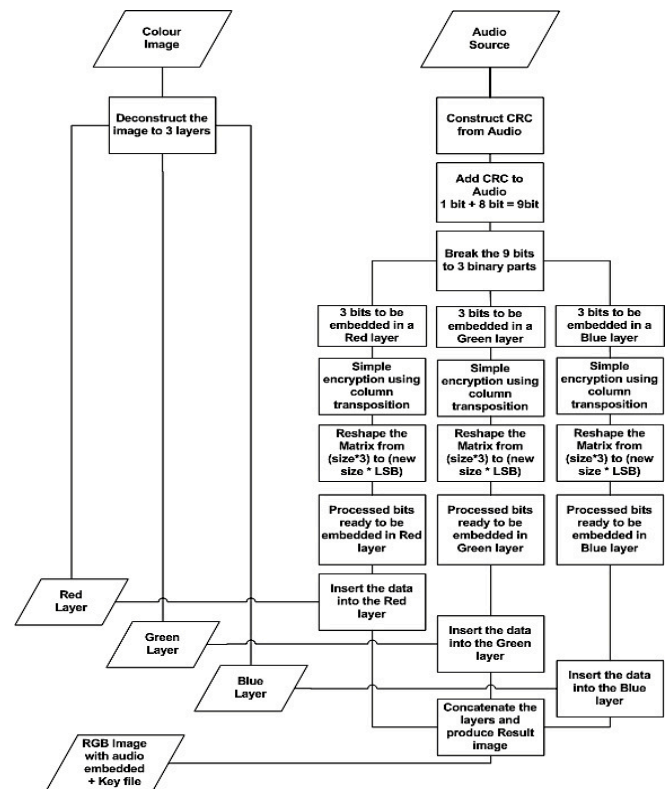 Colour
Image
Audio
Source
Deconstruct the
image to 3 layers
Construct CRC
from Audio
Add CRC to
Audio
1 bit + 8 bit = 9bit
Break the 9 bits
to 3 binary parts
3 bits to be
embedded in a
Red layer
3 bits to be
embedded in a
Green layer
3 bits to be
embedded in a
Blue layer
Simple
encryption using
column
transposition
Simple
encryption using
column
transposition
Simple
encryption using
column
transposition
Reshape the
Matrix from
(size*3) to (new
size * LSB)
Reshape the
Matrix from
(size*3) to (new
size * LSB)
Reshape the
Matrix from
(size*3) to (new
size * LSB)
Processed bits
ready to be
embedded in Red
layer
Processed bits
ready to be
embedded in
Green layer
Processed bits
ready to be
embedded in
Blue layer
Red
Layer
Insert the data
into the Red
layer
Green
Layer
Insert the data
into the Green
layer
Blue
Layer
Insert the data
into the Blue
layer
Concatenate the
layers and
produce Result
image
RGB Image
with audio
embedded
+ Key file